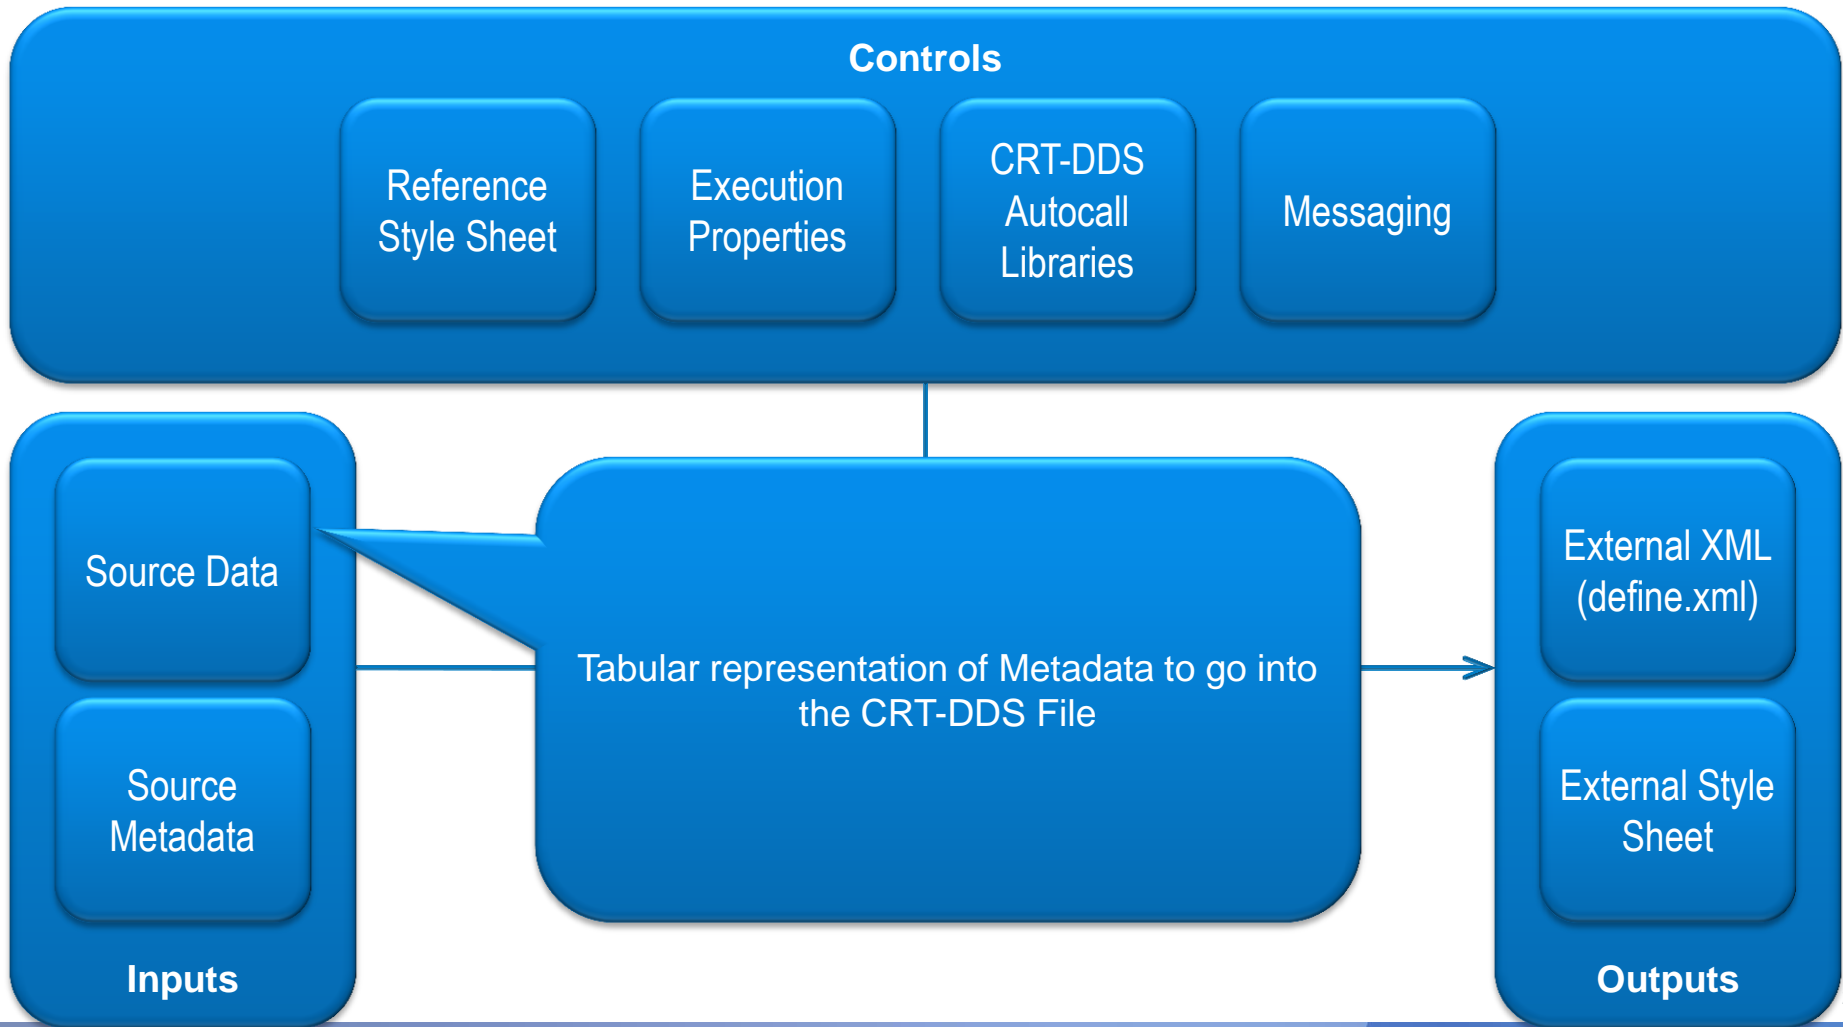 Controls
Reference
Style Sheet
Execution
Properties
CRT-DDS
Autocall
Libraries
Messaging
Source Data
Source
Metadata
Inputs
Tabular representation of Metadata to go into
the CRT-DDS File
External XML
(define.xml)
External Style
Sheet
Outputs